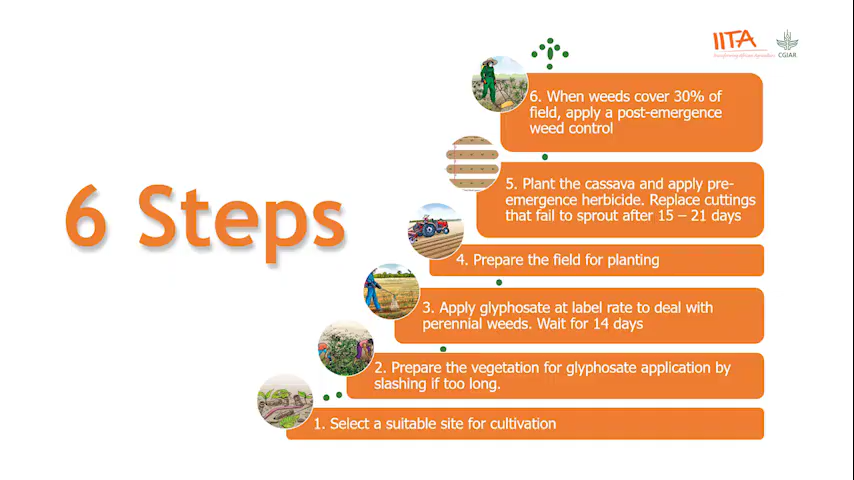 IITA
Transforming African Agriculture
CGIAR
6 Steps
6. When weeds cover 30% of
field, apply a post-emergence
weed control
5. Plant the cassava and apply pre-
emergence herbicide. Replace cuttings
that fail to sprout after 15 – 21 days
4. Prepare the field for planting
3. Apply glyphosate at label rate to deal with
perennial weeds. Wait for 14 days
2. Prepare the vegetation for glyphosate application by
slashing if too long.
1. Select a suitable site for cultivation